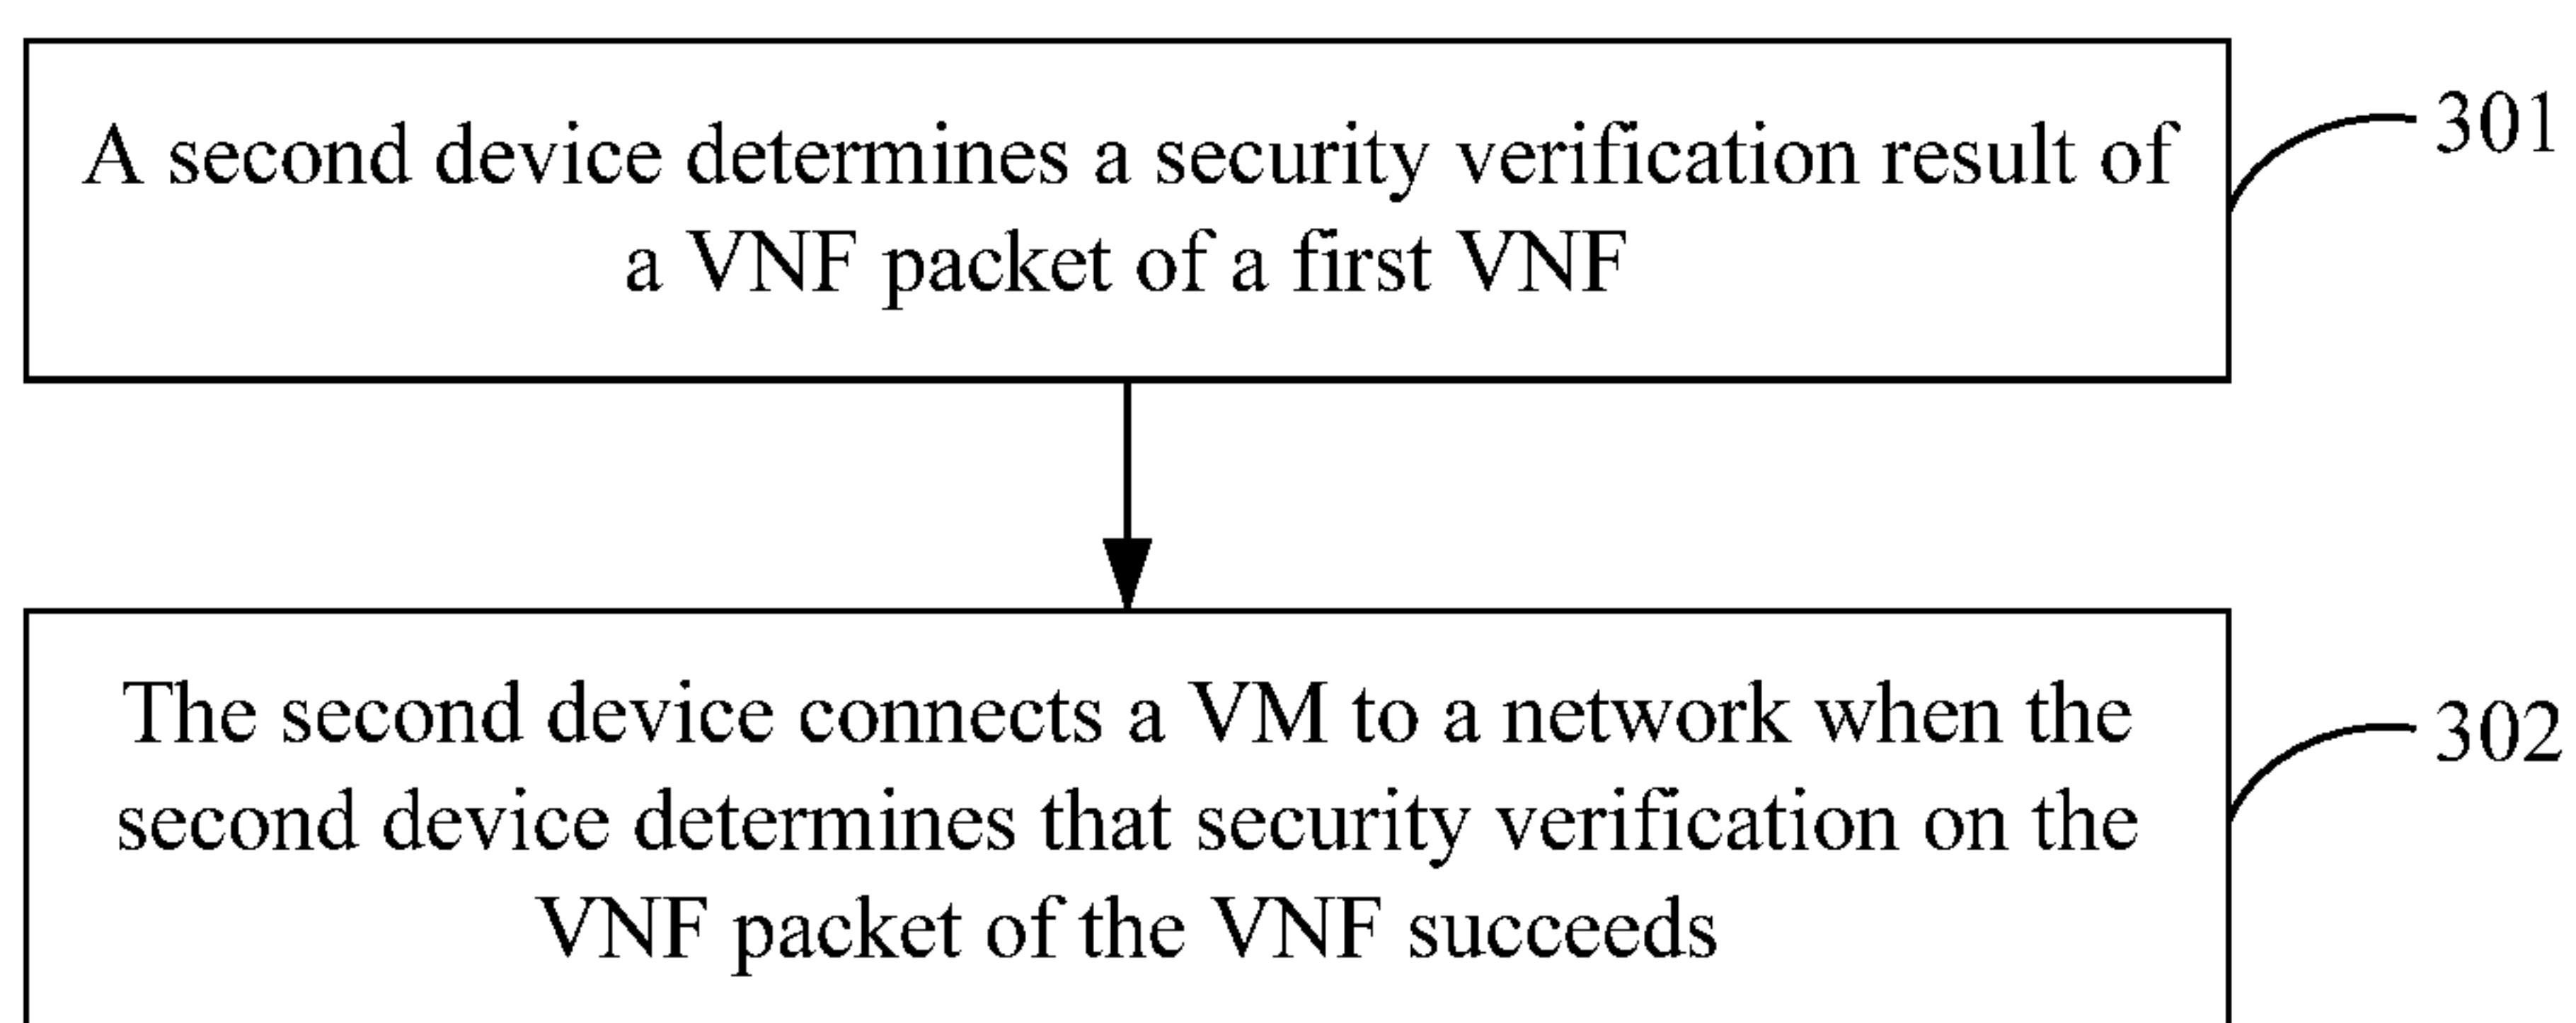 A second device determines a security verification result of
a VNF packet of a first VNF
301
The second device connects a VM to a network when the
second device determines that security verification on the
VNF packet of the VNF succeeds
302